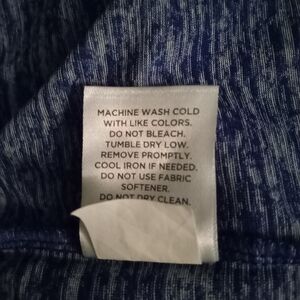 MACHINE WASH COLD
WITH LIKE COLORS.
DO NOT BLEACH.
TUMBLE DRY LOW.
REMOVE PROMPTLY.
COOL IRON IF NEEDED.
DO NOT USE FABRIC
SOFTENER.
DO NOT DRY CLEAN.